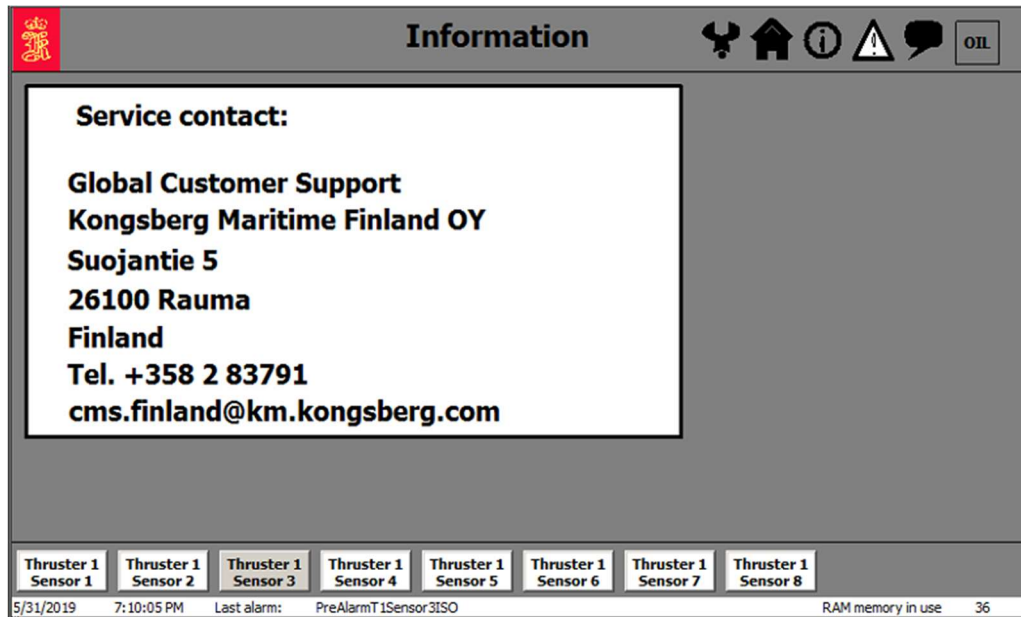 Information
OIL
Service contact:
Global Customer Support
Kongsberg Maritime Finland OY
Suojantie 5
26100 Rauma
Finland
Tel. +358 2 83791
cms.finland@km.kongsberg.com
Thruster 1
Sensor 1
Thruster 1
Sensor 2
Thruster 1
Sensor 3
Thruster 1
Sensor 4
Thruster 1
Sensor 5
Thruster 1
Sensor 6
Thruster 1
Sensor 7
Thruster 1
Sensor 8
5/31/2019 7:10:05 PM Last alarm: PreAlarmT1Sensor3ISO RAM memory in use 36